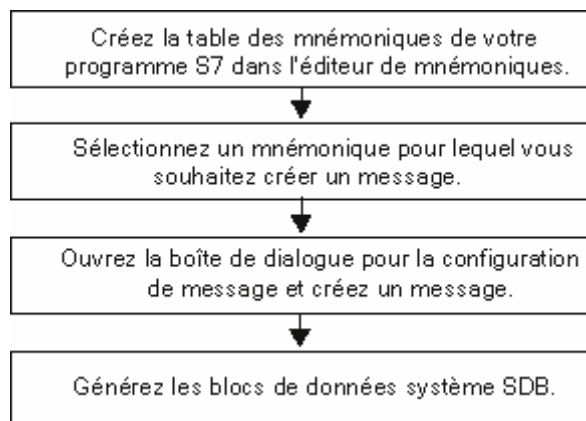 Créez la table des mnémoniques de votre
programme S7 dans l'éditeur de mnémoniques.
Sélectionnez un mnémonique pour lequel vous
souhaitez créer un message.
Ouvrez la boîte de dialogue pour la configuration
de message et créez un message.
Générez les blocs de données système SDB.